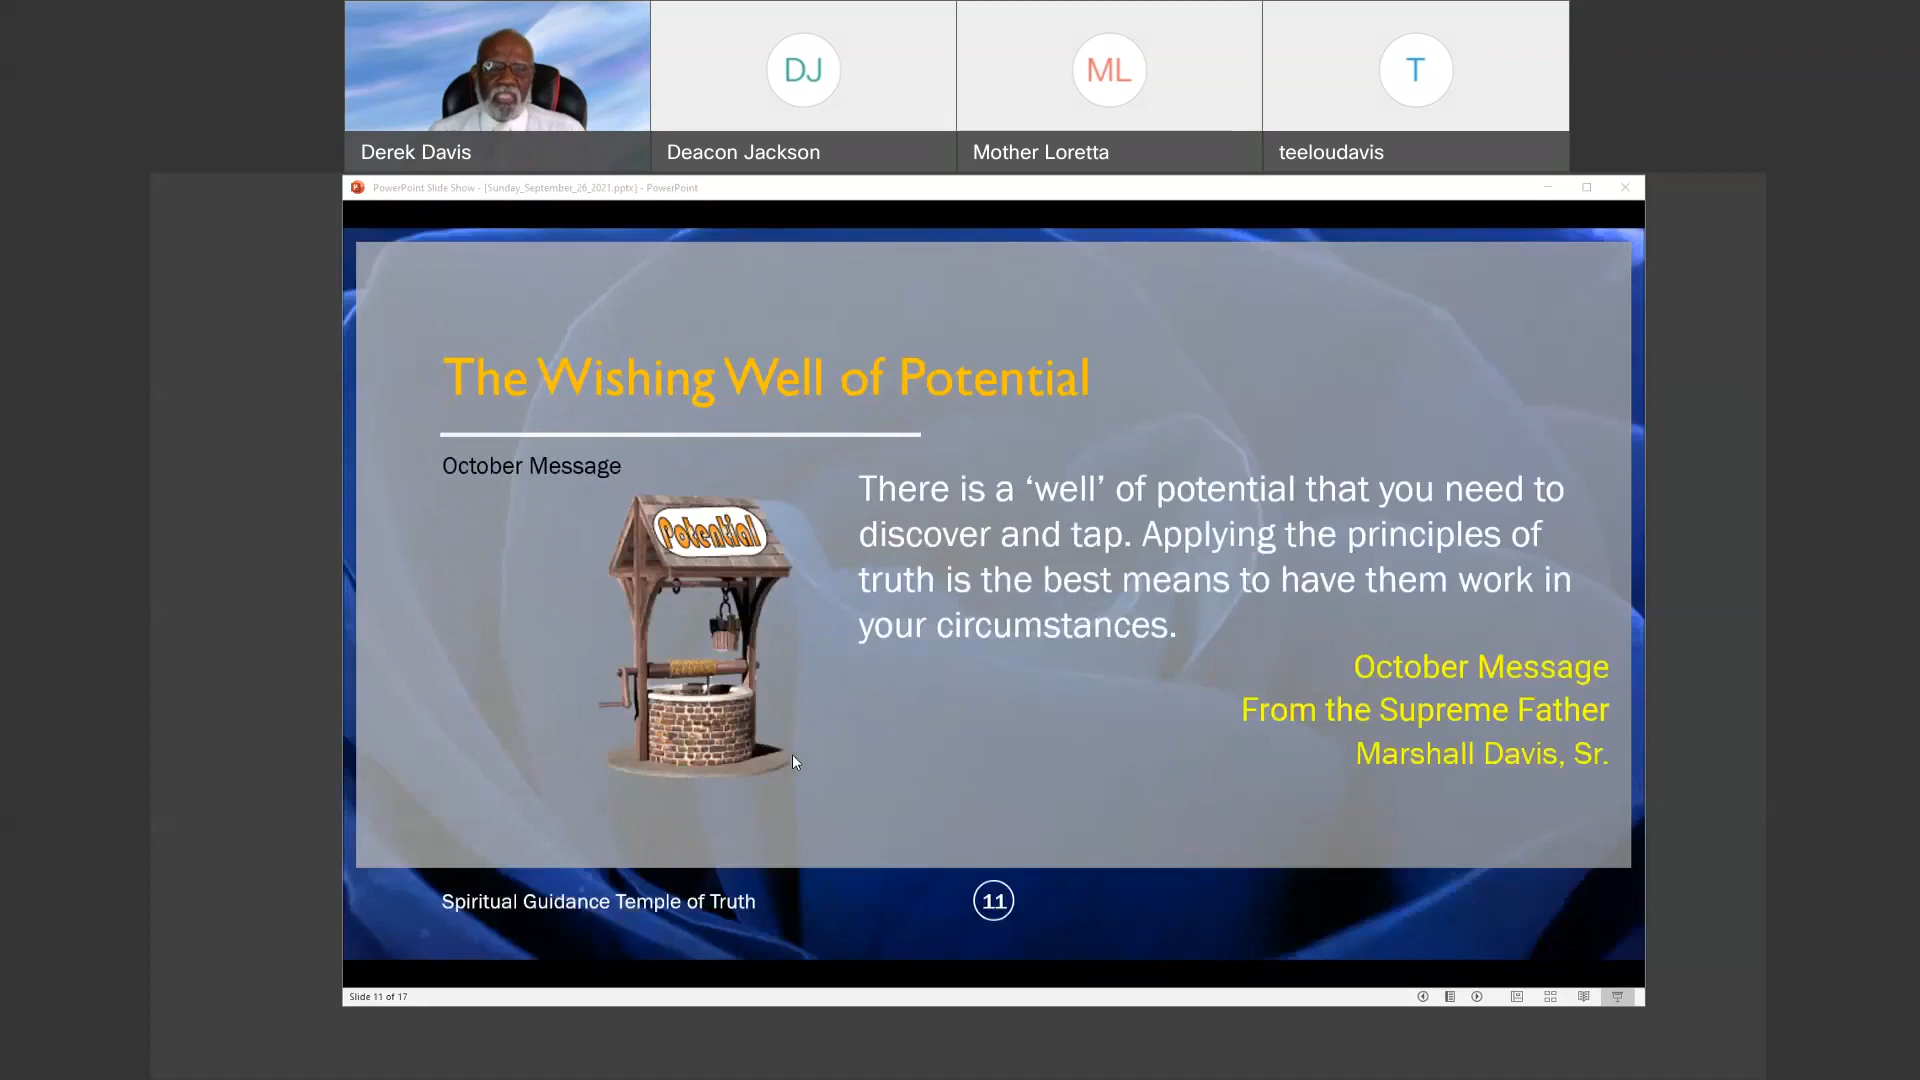 DJ
ML
T
Derek Davis
Deacon Jackson
Mother Loretta
teeloudavis
PowerPoint Slide Show - [Sunday_September_26_2021.pptx] - PowerPoint
The Wishing Well of Potential
October Message
Potential
There is a ‘well’ of potential that you need to
discover and tap. Applying the principles of
truth is the best means to have them work in
your circumstances.
October Message
From the Supreme Father
Marshall Davis, Sr.
Spiritual Guidance Temple of Truth
11
Slide 11 of 17